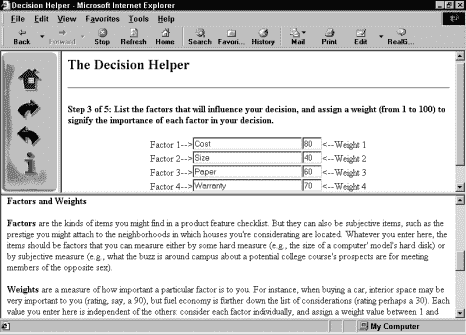 Decision Helper - Microsoft Internet Explorer
File Edit View Favorites Tools Help
Back Forward Stop Refresh Home Search Favori... History Mail Print Edit RealG...
The Decision Helper
Step 3 of 5: List the factors that will influence your decision, and assign a weight (from 1 to 100) to
signify the importance of each factor in your decision.
Factor 1-->Cost 80 <--Weight 1
Factor 2-->Size 40 <--Weight 2
Factor 3-->Paper 60 <--Weight 3
Factor 4-->Warranty 70 <--Weight 4
Factors and Weights
Factors are the kinds of items you might find in a product feature checklist. But they can also be subjective items, such as the
prestige you might attach to the neighborhoods in which houses you're considering are located. Whatever you enter here, the
items should be factors that you can measure either by some hard measure (e.g., the size of a computer' model's hard disk) or
by subjective measure (e.g., what the buzz is around campus about a potential college course's prospects are for meeting
members of the opposite sex).
Weights are a measure of how important a particular factor is to you. For instance, when buying a car, interior space may be
very important to you (rating, say, a 90), but fuel economy is further down the list of considerations (rating perhaps a 30). Each
value you enter here is independent of the others: consider each factor individually, and assign a weight value between 1 and
My Computer